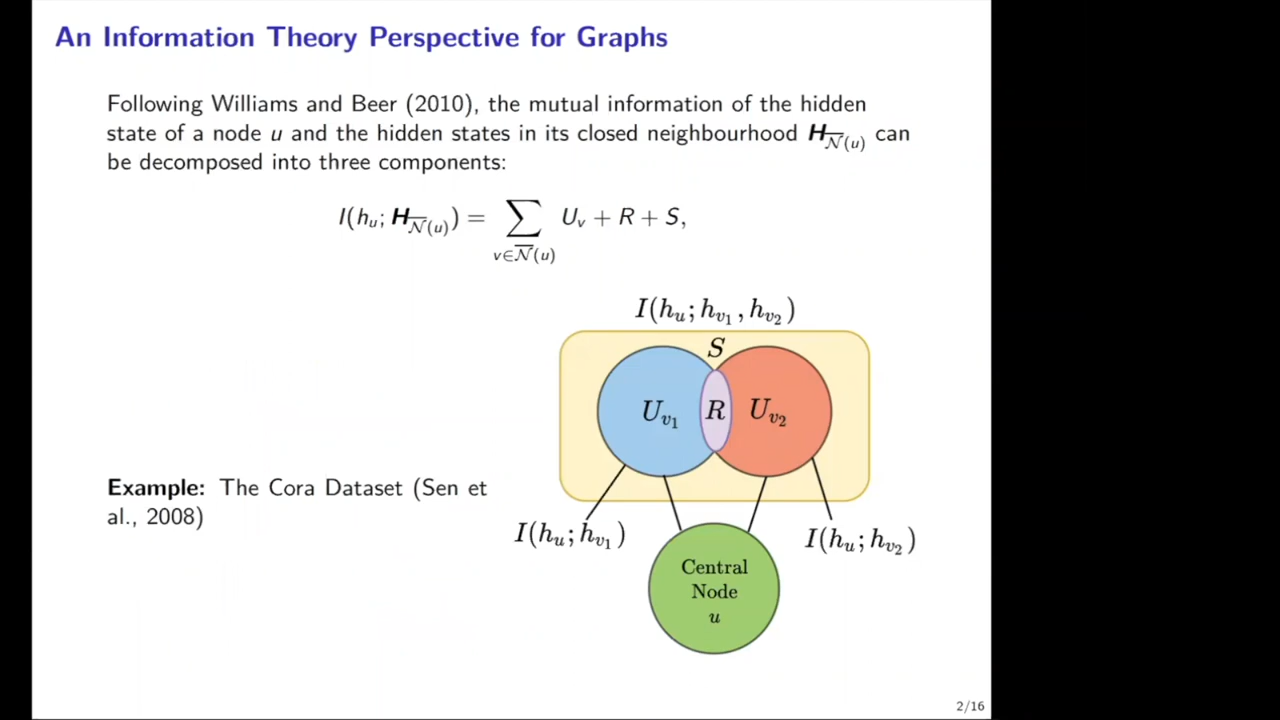 An Information Theory Perspective for Graphs
Following Williams and Beer (2010), the mutual information of the hidden
state of a node u and the hidden states in its closed neighbourhood H_{\overline{N}(u)} can
be decomposed into three components:
I(h_u; H_{\overline{N}(u)}) = \sum_{v∈\overline{N}(u)} U_v + R + S,
I(h_u; h_{v_1}, h_{v_2})
S
U_{v_1} R U_{v_2}
Example: The Cora Dataset (Sen et
al., 2008)
I(h_u; h_{v_1})
I(h_u; h_{v_2})
Central
Node
u
2/16